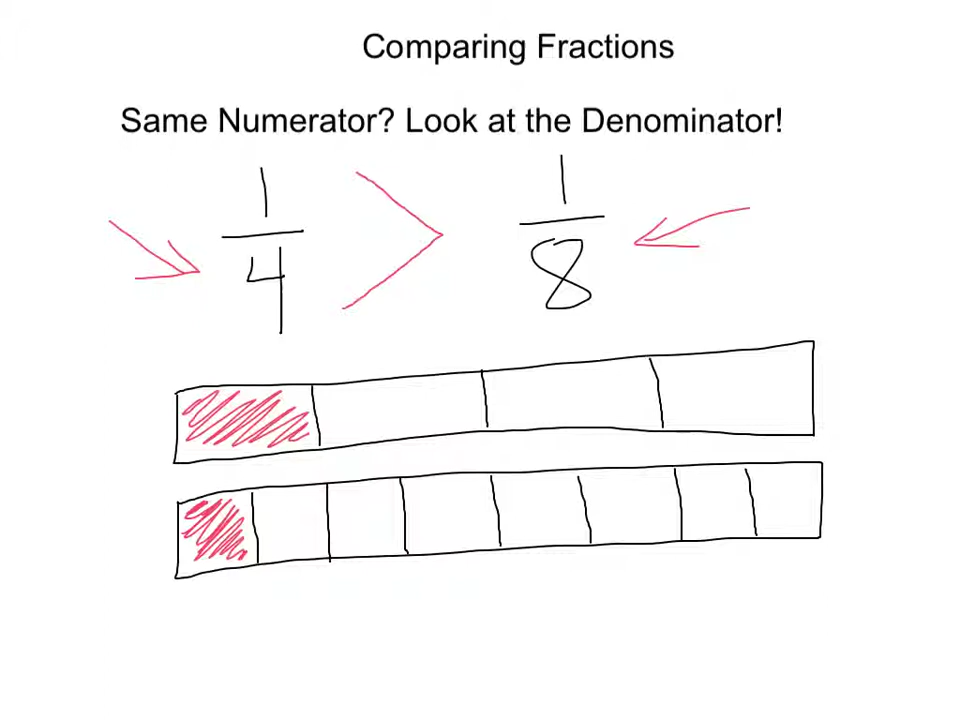 Comparing Fractions
Same Numerator? Look at the Denominator!
1/4 > 1/8